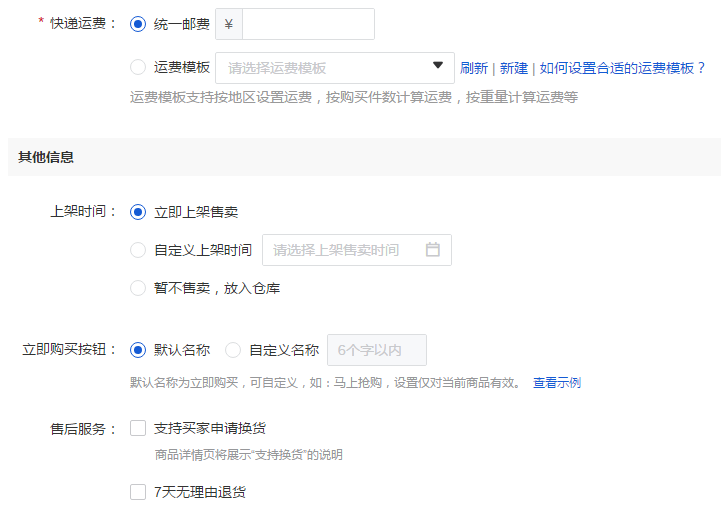 * 快递运费： 统一邮费 ¥
运费模板 请选择运费模板 刷新 | 新建 | 如何设置合适的运费模板？
运费模板支持按地区设置运费，按购买件数计算运费，按重量计算运费等
其他信息
上架时间： 立即上架售卖
自定义上架时间 请选择上架售卖时间
暂不售卖，放入仓库
立即购买按钮： 默认名称 自定义名称 6个字以内
默认名称为立即购买，可自定义，如：马上抢购，设置仅对当前商品有效。 查看示例
售后服务： 支持买家申请换货
商品详情页将展示“支持换货”的说明
7天无理由退货